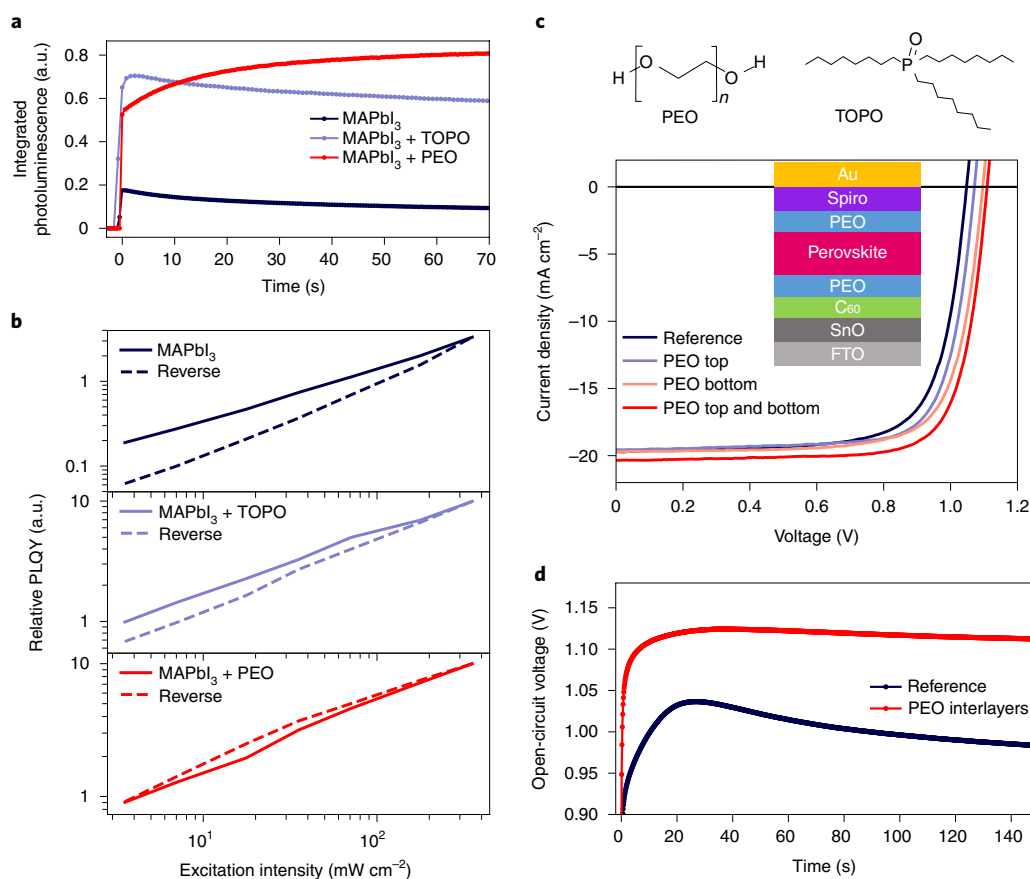 a
Integrated
photoluminescence (a.u.)
0.8
0.6
0.4
0.2
0
MAPbI₃
MAPbI₃ + TOPO
MAPbI₃ + PEO
0 10 20 30 40 50 60 70
Time (s)
b
Relative PLQY (a.u.)
MAPbI₃
Reverse
1
0.1
10
MAPbI₃ + TOPO
Reverse
1
10
MAPbI₃ + PEO
Reverse
1
10¹ 10²
Excitation intensity (mW cm⁻²)
c
H O O H
n
PEO
O
P
TOPO
Current density (mA cm⁻²)
0
−5
−10
−15
−20
Au
Spiro
PEO
Perovskite
PEO
C₆₀
SnO
FTO
Reference
PEO top
PEO bottom
PEO top and bottom
0 0.2 0.4 0.6 0.8 1.0 1.2
Voltage (V)
d
Open-circuit voltage (V)
1.15
1.10
1.05
1.00
0.95
0.90
Reference
PEO interlayers
0 20 40 60 80 100 120 140
Time (s)